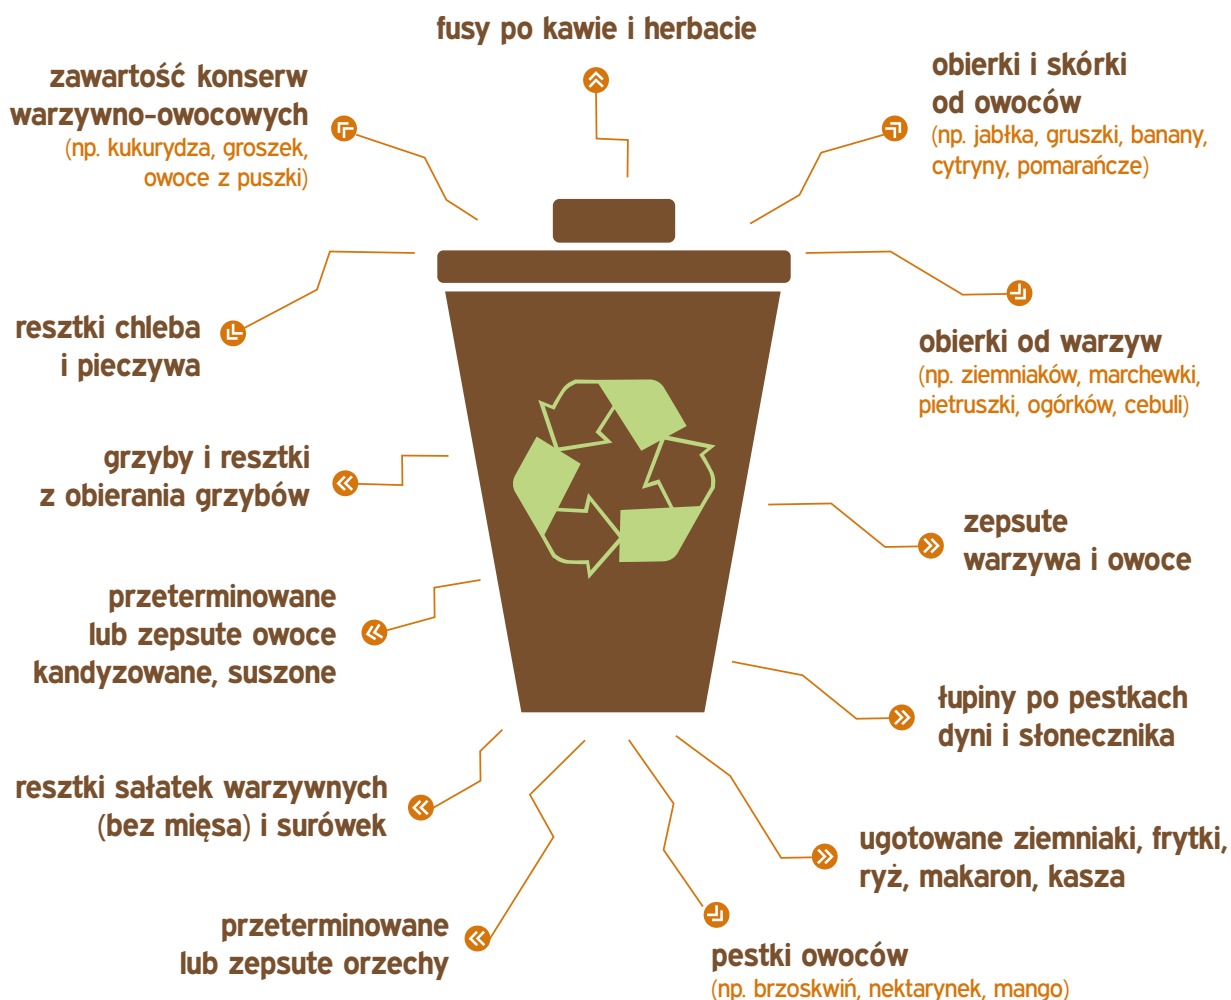 fusy po kawie i herbacie
zawartość konserw
warzywno-owocowych
(np. kukurydza, groszek,
owoce z puszki)
obierki i skórki
od owoców
(np. jabłka, gruszki, banany,
cytryny, pomarańcze)
resztki chleba
i pieczywa
obierki od warzyw
(np. ziemniaków, marchewki,
pietruszki, ogórków, cebuli)
grzyby i resztki
z obierania grzybów
zepsute
warzywa i owoce
przeterminowane
lub zepsute owoce
kandyzowane, suszone
łupiny po pestkach
dyni i słonecznika
resztki sałatek warzywnych
(bez mięsa) i surówek
ugotowane ziemniaki, frytki,
ryż, makaron, kasza
przeterminowane
lub zepsute orzechy
pestki owoców
(np. brzoskwiń, nektarynek, mango)